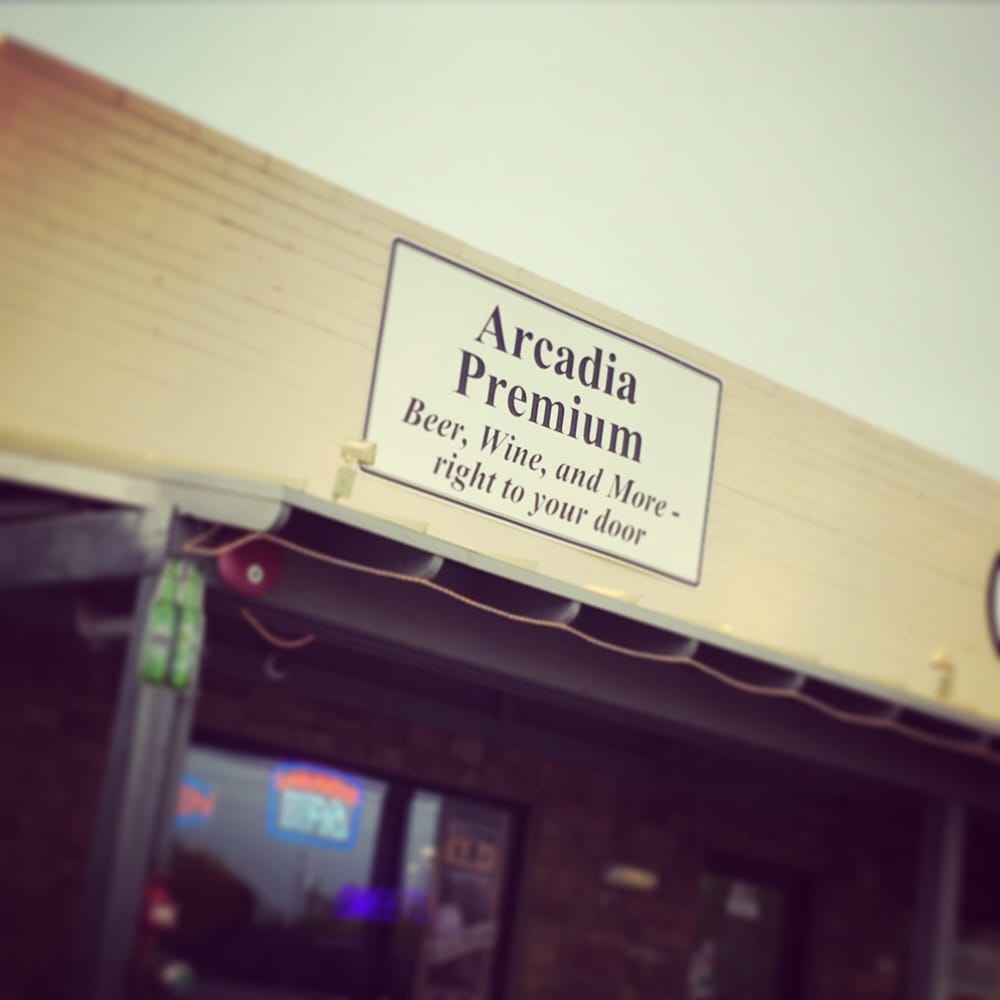 Arcadia
Premium
Beer, Wine, and More -
right to your door